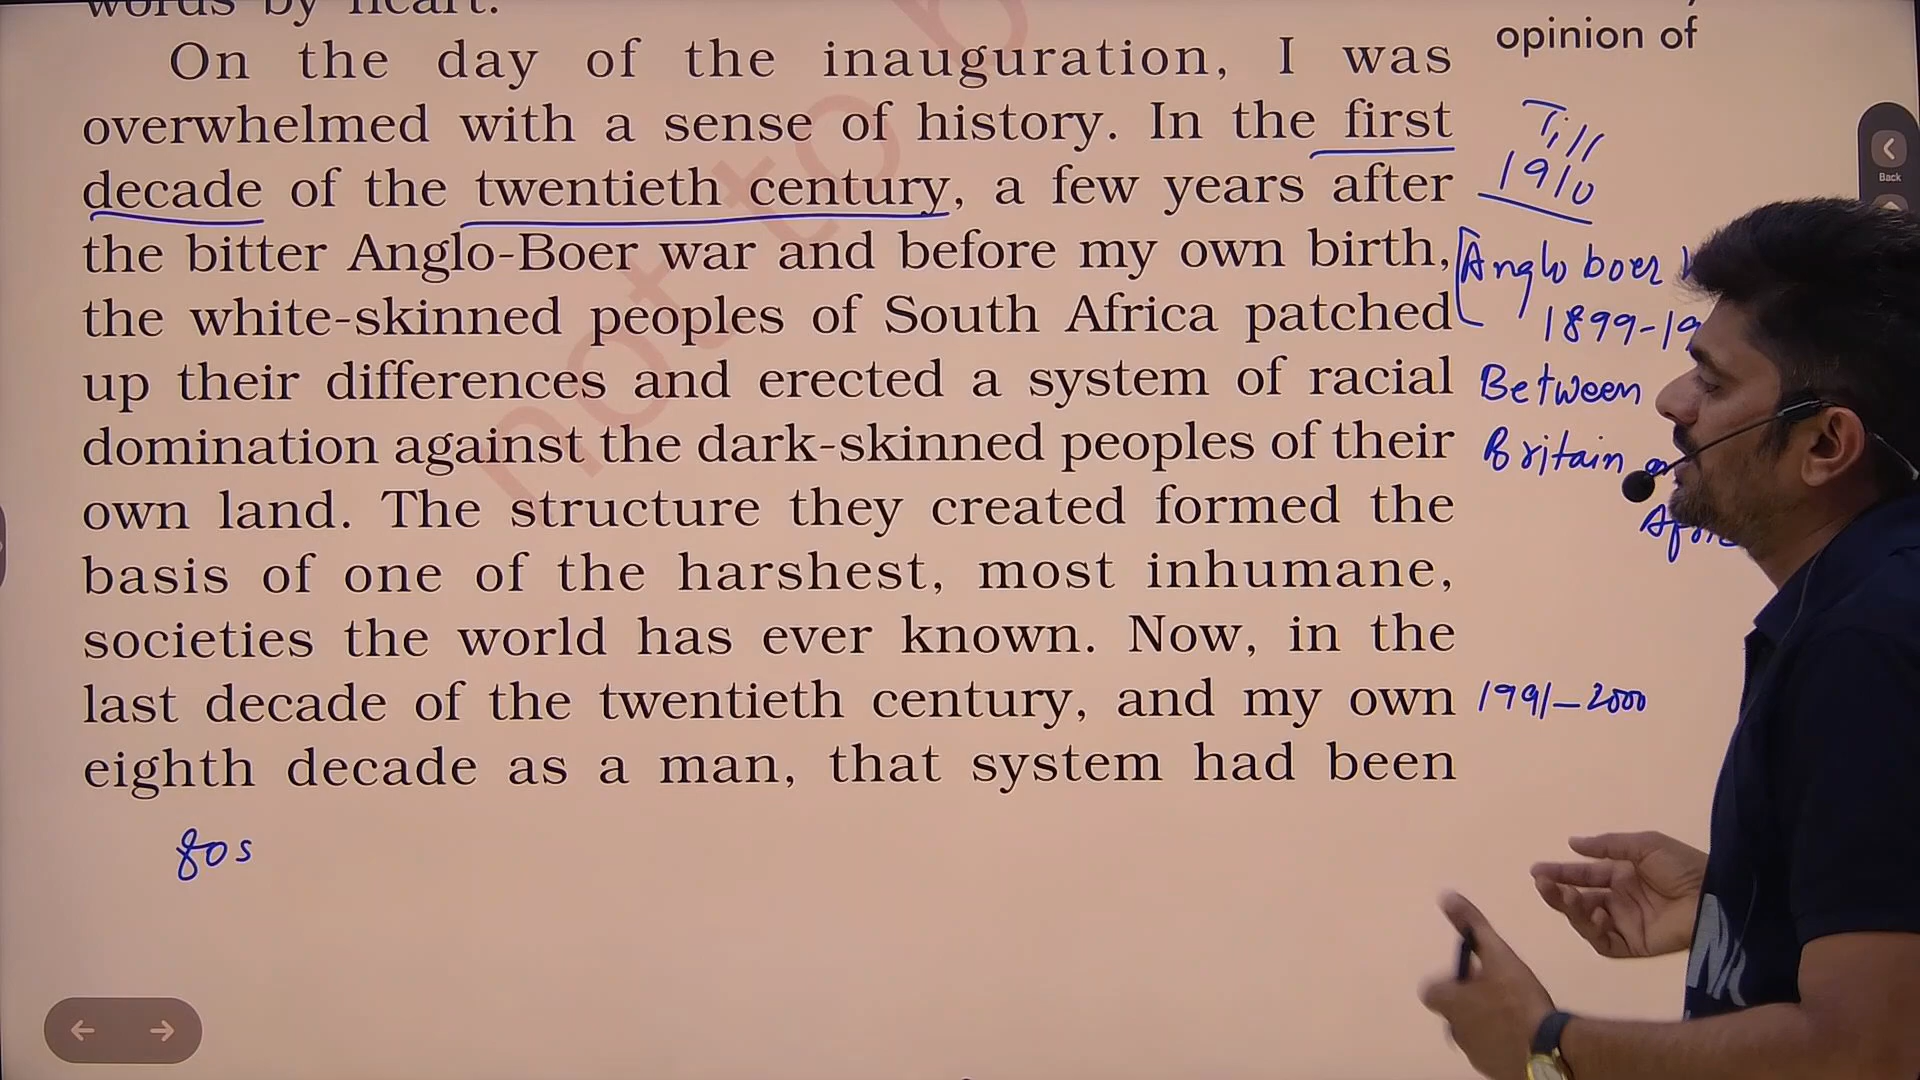 words by heart.
opinion of
On the day of the inauguration, I was
overwhelmed with a sense of history. In the first
Till
1910
decade of the twentieth century, a few years after
the bitter Anglo-Boer war and before my own birth,
Anglo boer
the white-skinned peoples of South Africa patched
1899-19
up their differences and erected a system of racial
Between
domination against the dark-skinned peoples of their
Britain
own land. The structure they created formed the
basis of one of the harshest, most inhumane,
societies the world has ever known. Now, in the
last decade of the twentieth century, and my own
1991-2000
eighth decade as a man, that system had been
80s
not to b
Back